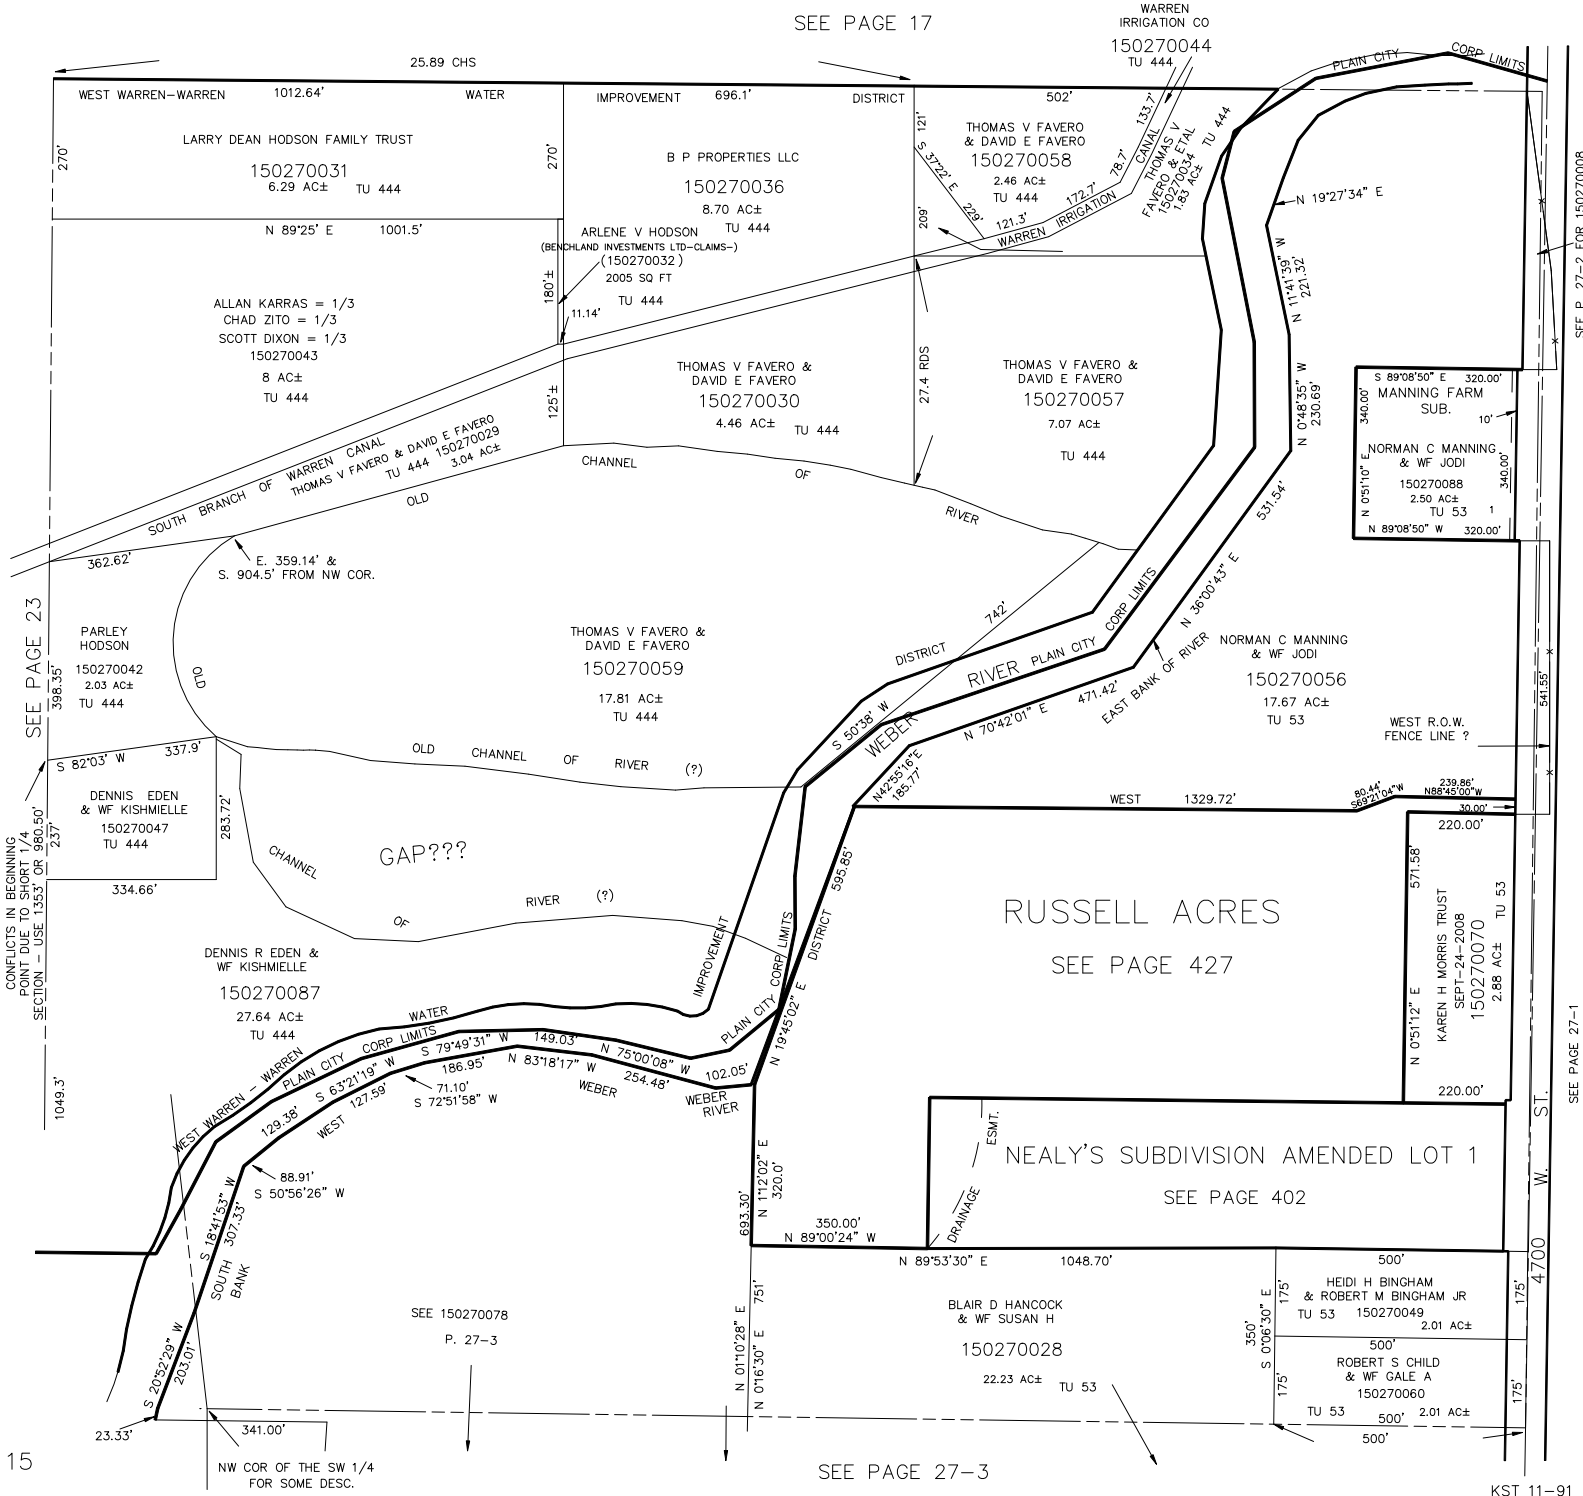 SEE PAGE 17
WARREN
IRRIGATION CO
150270044
TU 444
25.89 CHS
PLAIN CITY CORP LIMITS
WEST WARREN-WARREN
1012.64'
WATER
IMPROVEMENT
696.1'
DISTRICT
502'
270'
LARRY DEAN HODSON FAMILY TRUST
150270031
6.29 AC±
TU 444
270'
N 89°25' E
1001.5'
B P PROPERTIES LLC
150270036
8.70 AC±
TU 444
121'
S 37°22' E
229'
209'
THOMAS V FAVERO
& DAVID E FAVERO
150270058
2.46 AC±
TU 444
133.7'
78.7'
172.7'
121.3'
WARREN IRRIGATION CANAL
THOMAS V
FAVERO & ETAL
150270034
1.83 AC±
TU 444
N 19°27'34" E
SEE P. 27-2 FOR 150270008
ARLENE V HODSON
(BENCHLAND INVESTMENTS LTD-CLAIMS-)
(150270032)
2005 SQ FT
TU 444
180'±
11.14'
ALLAN KARRAS = 1/3
CHAD ZITO = 1/3
SCOTT DIXON = 1/3
150270043
8 AC±
TU 444
N 11°41'39" W
221.32'
N 0°48'35" W
230.69'
125'±
THOMAS V FAVERO &
DAVID E FAVERO
150270030
4.46 AC±
TU 444
27.4 RDS
THOMAS V FAVERO &
DAVID E FAVERO
150270057
7.07 AC±
TU 444
S 89°08'50" E
320.00'
MANNING FARM
SUB.
10'
340.00'
N 0°51'10" E
NORMAN C MANNING
& WF JODI
150270088
2.50 AC±
TU 53
1
340.00'
N 89°08'50" W
320.00'
SOUTH BRANCH OF WARREN CANAL
THOMAS V FAVERO & DAVID E FAVERO
TU 444 150270029
3.04 AC±
OLD
CHANNEL
OF
RIVER
531.54'
N 36°00'43" E
362.62'
E. 359.14' &
S. 904.5' FROM NW COR.
SEE PAGE 23
PARLEY
HODSON
150270042
2.03 AC±
TU 444
398.35'
OLD
THOMAS V FAVERO &
DAVID E FAVERO
150270059
17.81 AC±
TU 444
742'
DISTRICT
RIVER
PLAIN CITY CORP LIMITS
S 50°38' W
WEBER
471.42'
N 70°42'01" E
EAST BANK OF RIVER
NORMAN C MANNING
& WF JODI
150270056
17.67 AC±
TU 53
WEST R.O.W.
FENCE LINE ?
541.55'
S 82°03' W
337.9'
OLD CHANNEL OF RIVER (?)
N42°55'16"E
185.77'
DENNIS EDEN
& WF KISHMIELLE
150270047
TU 444
237'
283.72'
334.66'
CONFLICTS IN BEGINNING
POINT DUE TO SHORT 1/4
SECTION - USE 1353' OR 980.50'
WEST
1329.72'
80.44'
S69°21'04"W
239.86'
N88°45'00"W
30.00'
220.00'
GAP???
CHANNEL
OF
RIVER
(?)
595.85'
DISTRICT
PLAIN CITY CORP LIMITS
IMPROVEMENT
N 19°45'02" E
RUSSELL ACRES
SEE PAGE 427
571.58'
N 0°51'12" E
KAREN H MORRIS TRUST
SEPT-24-2008
150270070
2.88 AC±
TU 53
220.00'
SEE PAGE 27-1
DENNIS R EDEN &
WF KISHMIELLE
150270087
27.64 AC±
TU 444
1049.3'
WATER
WEST WARREN - WARREN
PLAIN CITY CORP LIMITS
S 79°49'31" W
149.03'
N 75°00'08" W
102.05'
S 63°21'19" W
186.95'
N 83°18'17" W
254.48'
WEBER
WEBER
RIVER
71.10'
S 72°51'58" W
127.59'
WEST
129.38'
88.91'
S 50°56'26" W
S 18°41'53" W
307.33'
SOUTH
BANK
S 20°52'29" W
203.01'
23.33'
341.00'
NW COR OF THE SW 1/4
FOR SOME DESC.
15
SEE 150270078
P. 27-3
693.30'
N 1°12'02" E
320.0'
350.00'
N 89°00'24" W
DRAINAGE ESMT.
NEALY'S SUBDIVISION AMENDED LOT 1
SEE PAGE 402
4700 W. ST.
N 89°53'30" E
1048.70'
N 01°10'28" E
N 0°16'30" E
751'
BLAIR D HANCOCK
& WF SUSAN H
150270028
22.23 AC±
TU 53
350'
S 0°06'30" E
175'
500'
HEIDI H BINGHAM
& ROBERT M BINGHAM JR
TU 53
150270049
2.01 AC±
175'
500'
ROBERT S CHILD
& WF GALE A
150270060
TU 53
2.01 AC±
175'
175'
500'
500'
SEE PAGE 27-3
KST 11-91